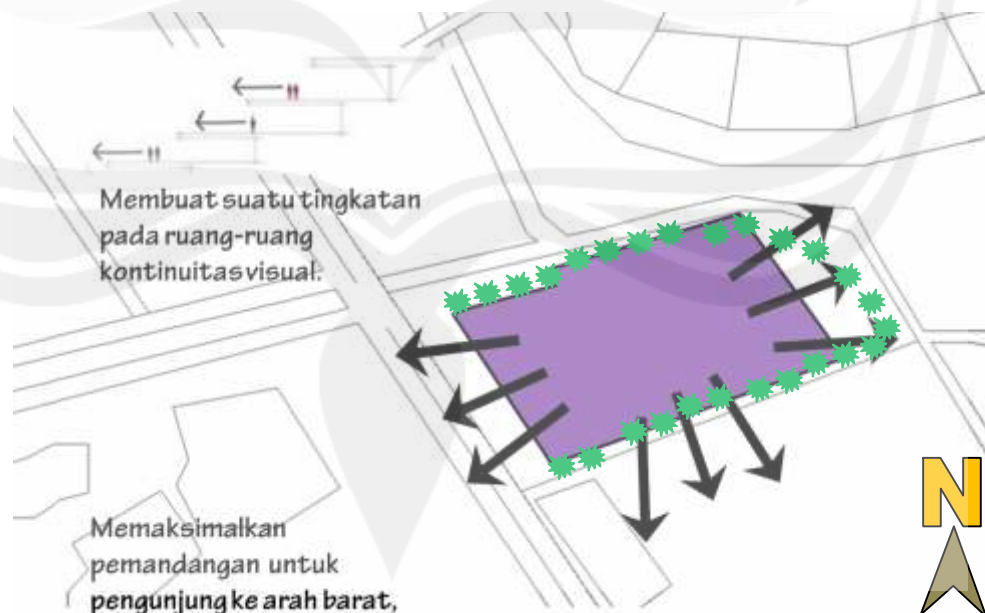 Membuat suatu tingkatan
pada ruang-ruang
kontinuitas visual.
Memaksimalkan
pemandangan untuk
pengunjung ke arah barat,
N